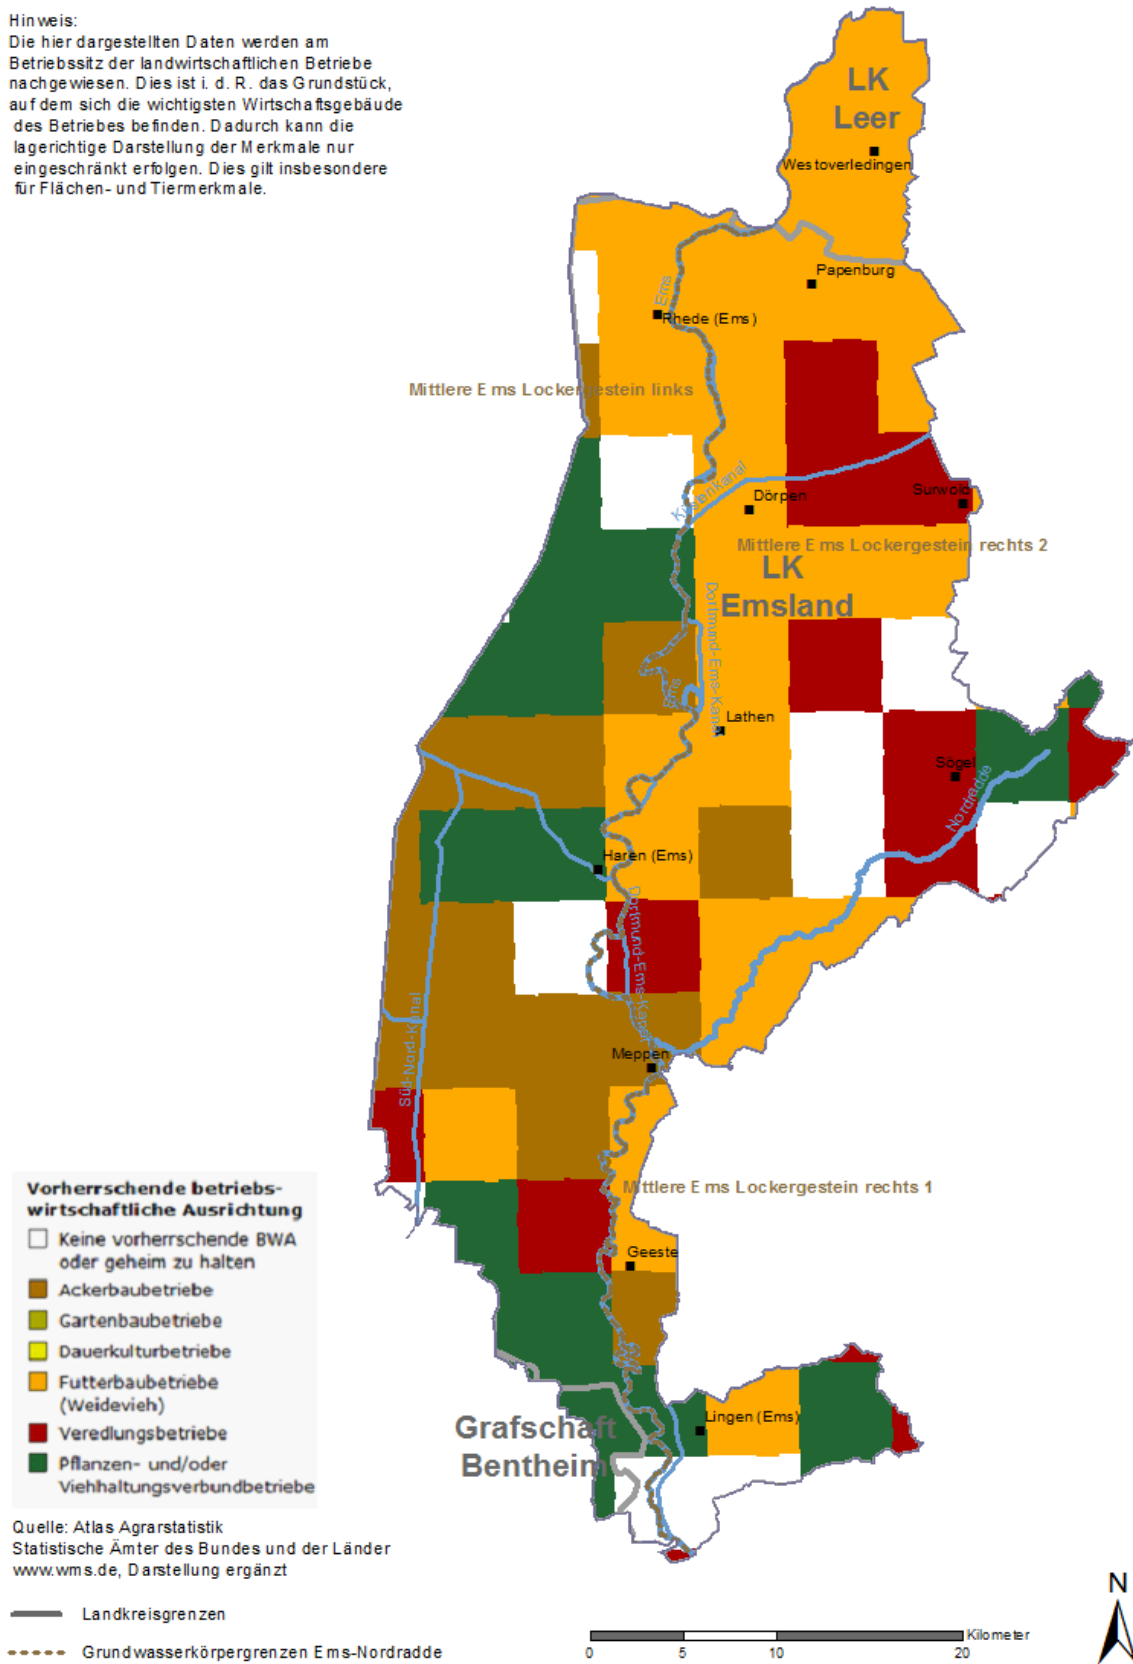 Hinweis:
Die hier dargestellten Daten werden am
Betriebssitz der landwirtschaftlichen Betriebe
nachgewiesen. Dies ist i. d. R. das Grundstück,
auf dem sich die wichtigsten Wirtschaftsgebäude
des Betriebes befinden. Dadurch kann die
lagerichtige Darstellung der Merkmale nur
eingeschränkt erfolgen. Dies gilt insbesondere
für Flächen- und Tiermerkmale.
LK
Leer
Westoverledingen
Papenburg
Ems
Rhede (Ems)
Mittlere Ems Lockergestein links
Küstenkanal
Dörpen
Surwold
Mittlere Ems Lockergestein rechts 2
LK
Emsland
Dortmund-Ems-Kanal
Ems
Lathen
Sögel
Nordradde
Haren (Ems)
Dortmund-Ems-Kanal
Süd-Nord-Kanal
Meppen
Mittlere Ems Lockergestein rechts 1
Geeste
Lingen (Ems)
Grafschaft
Bentheim
Vorherrschende betriebs-
wirtschaftliche Ausrichtung
Keine vorherrschende BWA
oder geheim zu halten
Ackerbaubetriebe
Gartenbaubetriebe
Dauerkulturbetriebe
Futterbaubetriebe
(Weidevieh)
Veredlungsbetriebe
Pflanzen- und/oder
Viehhaltungsverbundbetriebe
Quelle: Atlas Agrarstatistik
Statistische Ämter des Bundes und der Länder
www.wms.de, Darstellung ergänzt
Landkreisgrenzen
Grundwasserkörpergrenzen Ems-Nordradde
Kilometer
0 5 10 20
N